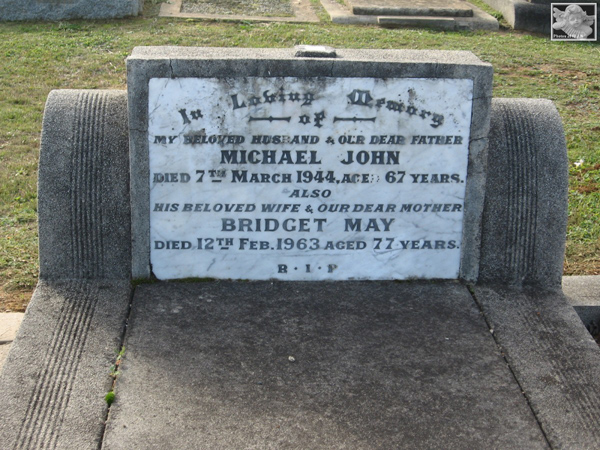 In Loving Memory
of
MY BELOVED HUSBAND & OUR DEAR FATHER
MICHAEL JOHN
DIED 7TH MARCH 1944, AGE 67 YEARS.
ALSO
HIS BELOVED WIFE & OUR DEAR MOTHER
BRIDGET MAY
DIED 12TH FEB. 1963 AGED 77 YEARS.
R · I · P